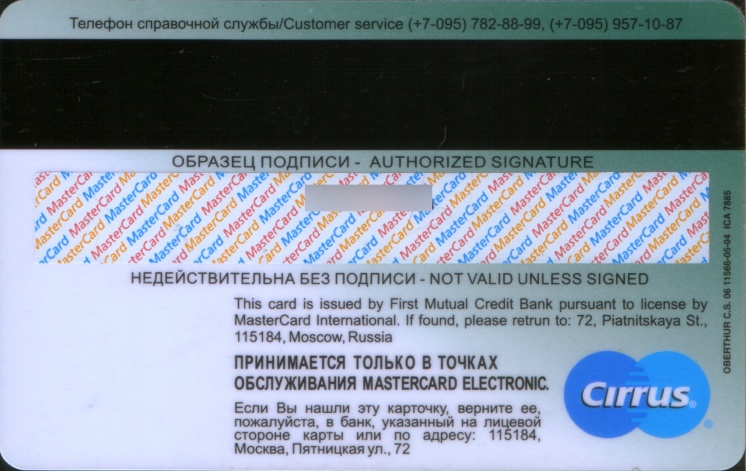 Телефон справочной службы/Customer service (+7-095) 782-88-99, (+7-095) 957-10-87
ОБРАЗЕЦ ПОДПИСИ - AUTHORIZED SIGNATURE
MasterCard MasterCard MasterCard MasterCard
НЕДЕЙСТВИТЕЛЬНА БЕЗ ПОДПИСИ - NOT VALID UNLESS SIGNED
This card is issued by First Mutual Credit Bank pursuant to license by
MasterCard International. If found, please retrun to: 72, Piatnitskaya St.,
115184, Moscow, Russia
ПРИНИМАЕТСЯ ТОЛЬКО В ТОЧКАХ
ОБСЛУЖИВАНИЯ MASTERCARD ELECTRONIC.
Если Вы нашли эту карточку, верните ее,
пожалуйста, в банк, указанный на лицевой
стороне карты или по адресу: 115184,
Москва, Пятницкая ул., 72
Cirrus
OBERTHUR C.S. 06 11566-05-04 ICA 7865